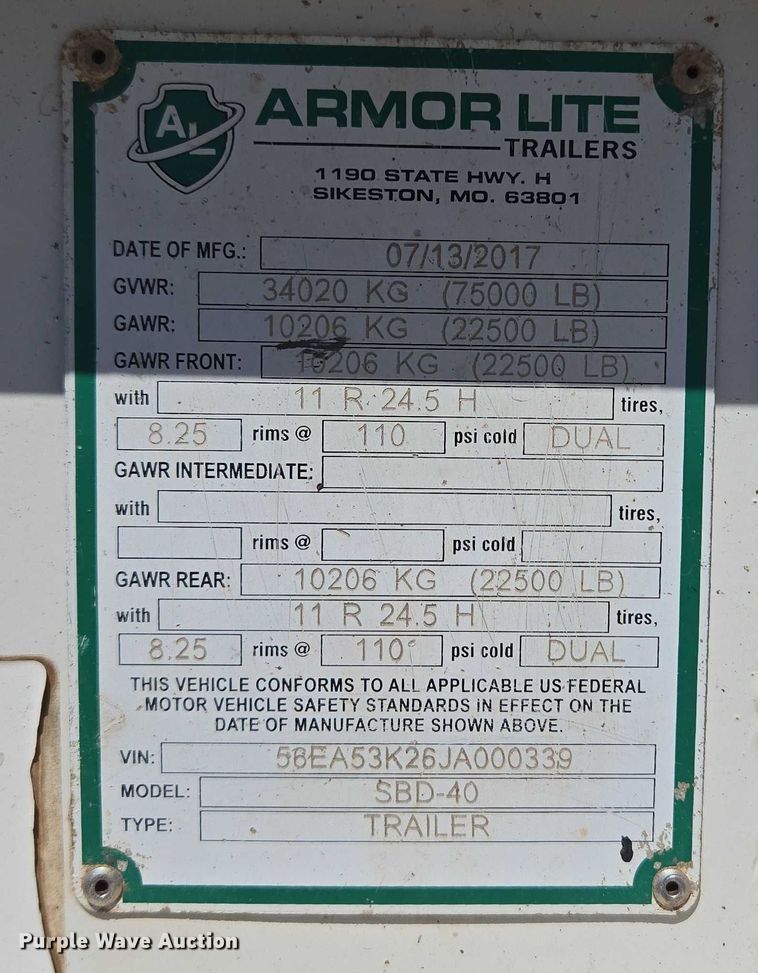 AL
ARMOR LITE
TRAILERS
1190 STATE HWY. H
SIKESTON, MO. 63801
DATE OF MFG.: 07/13/2017
GVWR: 34020 KG (75000 LB)
GAWR: 10206 KG (22500 LB)
GAWR FRONT: 10206 KG (22500 LB)
with 11 R 24.5 H tires,
8.25 rims @ 110 psi cold DUAL
GAWR INTERMEDIATE:
with tires,
rims @ psi cold
GAWR REAR: 10206 KG (22500 LB)
with 11 R 24.5 H tires,
8.25 rims @ 110 psi cold DUAL
THIS VEHICLE CONFORMS TO ALL APPLICABLE US FEDERAL
MOTOR VEHICLE SAFETY STANDARDS IN EFFECT ON THE
DATE OF MANUFACTURE SHOWN ABOVE.
VIN: 56EA53K26JA000339
MODEL: SBD-40
TYPE: TRAILER
Purple Wave Auction